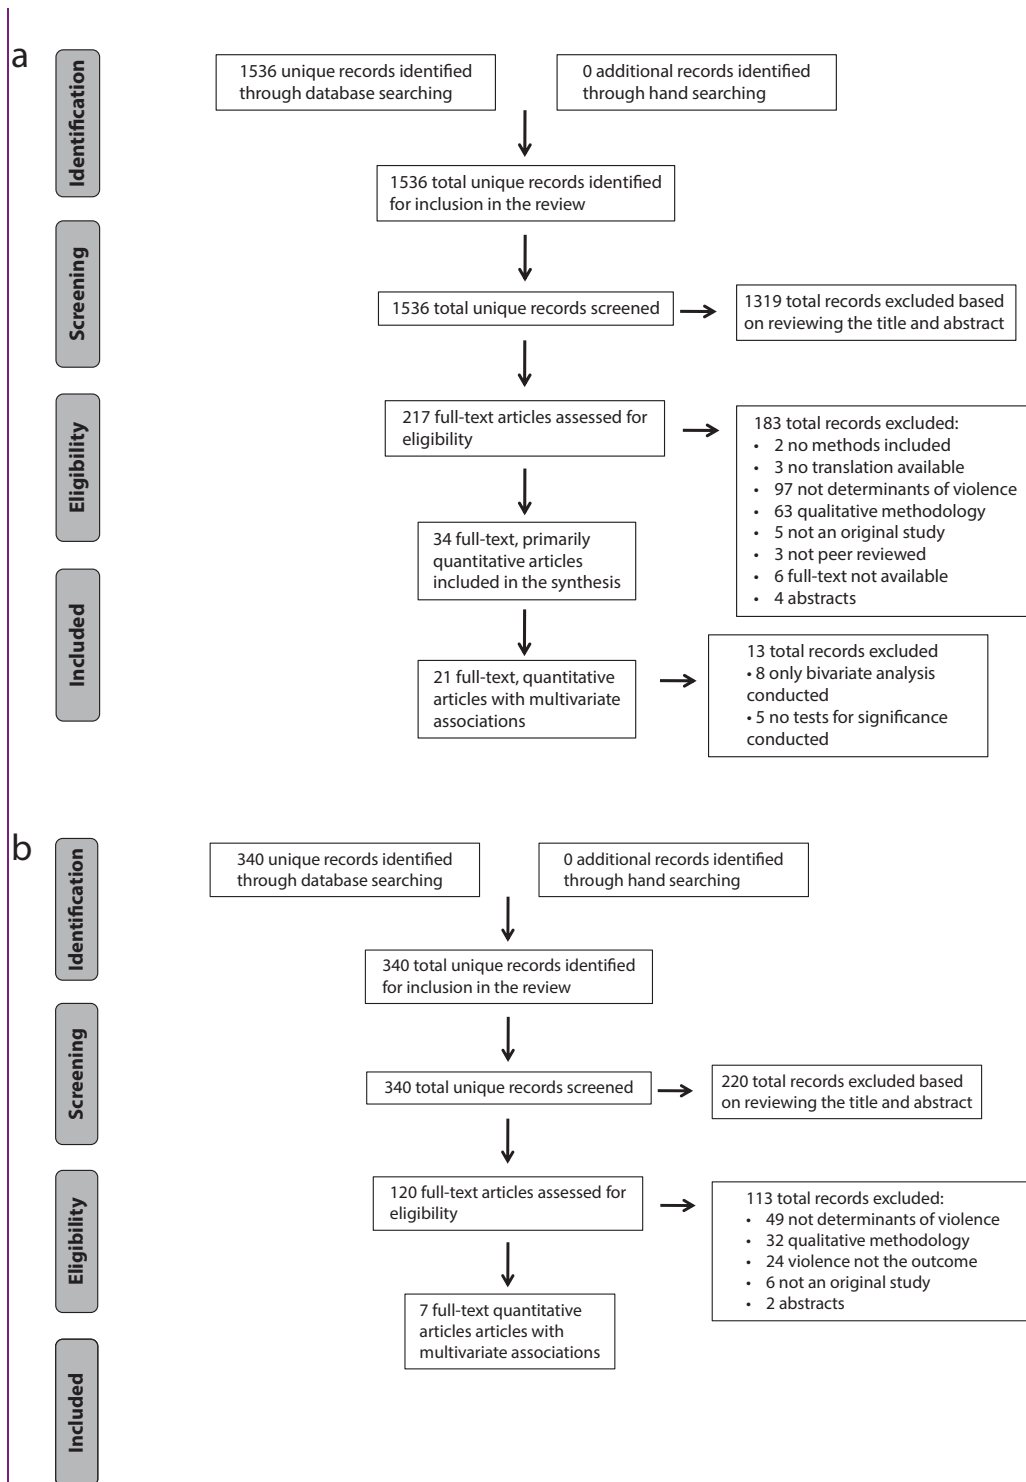 a
Identification
1536 unique records identified
through database searching
0 additional records identified
through hand searching
1536 total unique records identified
for inclusion in the review
Screening
1536 total unique records screened
1319 total records excluded based
on reviewing the title and abstract
Eligibility
217 full-text articles assessed for
eligibility
183 total records excluded:
• 2 no methods included
• 3 no translation available
• 97 not determinants of violence
• 63 qualitative methodology
• 5 not an original study
• 3 not peer reviewed
• 6 full-text not available
• 4 abstracts
34 full-text, primarily
quantitative articles
included in the synthesis
Included
21 full-text, quantitative
articles with multivariate
associations
13 total records excluded
• 8 only bivariate analysis
conducted
• 5 no tests for significance
conducted
b
Identification
340 unique records identified
through database searching
0 additional records identified
through hand searching
340 total unique records identified
for inclusion in the review
Screening
340 total unique records screened
220 total records excluded based
on reviewing the title and abstract
Eligibility
120 full-text articles assessed for
eligibility
113 total records excluded:
• 49 not determinants of violence
• 32 qualitative methodology
• 24 violence not the outcome
• 6 not an original study
• 2 abstracts
7 full-text quantitative
articles articles with
multivariate associations
Included